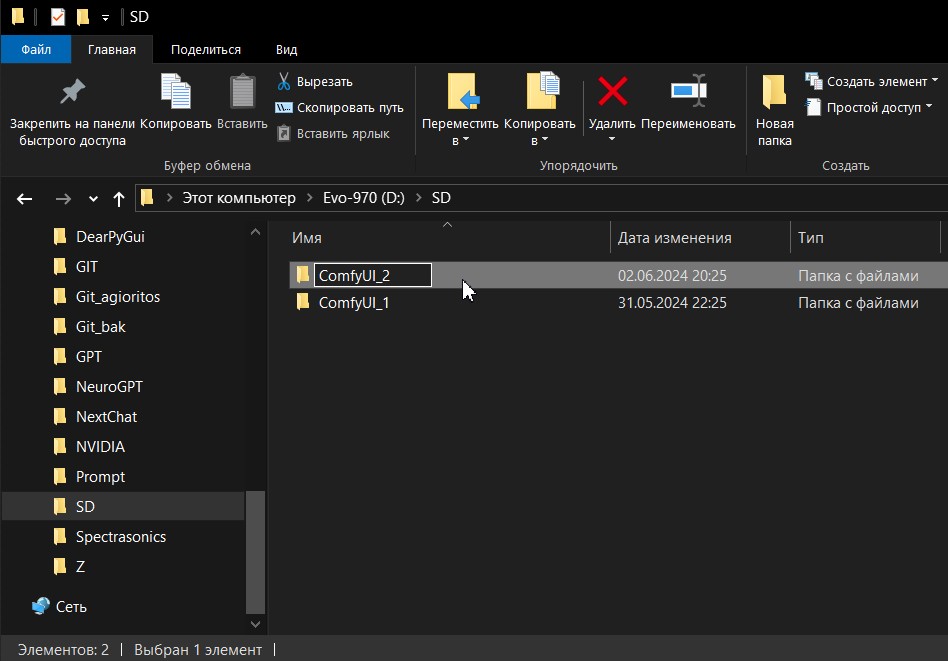 SD
Файл Главная Поделиться Вид
Закрепить на панели быстрого доступа
Копировать
Вставить
Вырезать
Скопировать путь
Вставить ярлык
Буфер обмена
Переместить в
Копировать в
Удалить
Переименовать
Упорядочить
Новая папка
Создать элемент
Простой доступ
Создать
Этот компьютер > Evo-970 (D:) > SD
DearPyGui
GIT
Git_agioritos
Git_bak
GPT
NeuroGPT
NextChat
NVIDIA
Prompt
SD
Spectrasonics
Z
Сеть
Имя Дата изменения Тип
ComfyUI_2 02.06.2024 20:25 Папка с файлами
ComfyUI_1 31.05.2024 22:25 Папка с файлами
Элементов: 2 Выбран 1 элемент